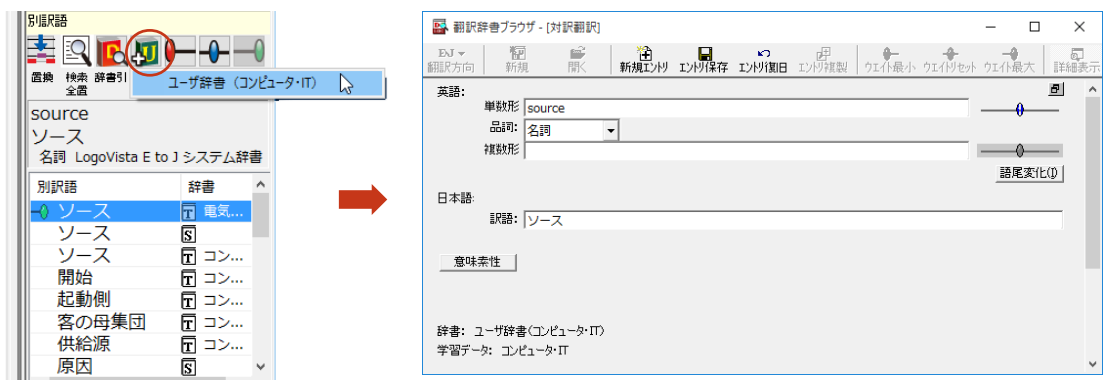 別訳語
置換 検索全置 辞書引
ユーザ辞書（コンピュータ・IT）
source
ソース
名詞 LogoVista E to J システム辞書
別訳語 辞書
ソース T 電気...
ソース S
ソース T コン...
開始 T コン...
起動側 T コン...
客の母集団 T コン...
供給源 T コン...
原因 S
翻訳辞書ブラウザ - [対訳翻訳]
EJ
翻訳方向 新規 開く 新規エントリ エントリ保存 エントリ復旧 エントリ複製 ウエイト最小 ウエイトリセット ウエイト最大 詳細表示
英語:
単数形 source
品詞: 名詞
複数形
語尾変化(I)
日本語:
訳語: ソース
意味素性
辞書: ユーザ辞書(コンピュータ・IT)
学習データ: コンピュータ・IT